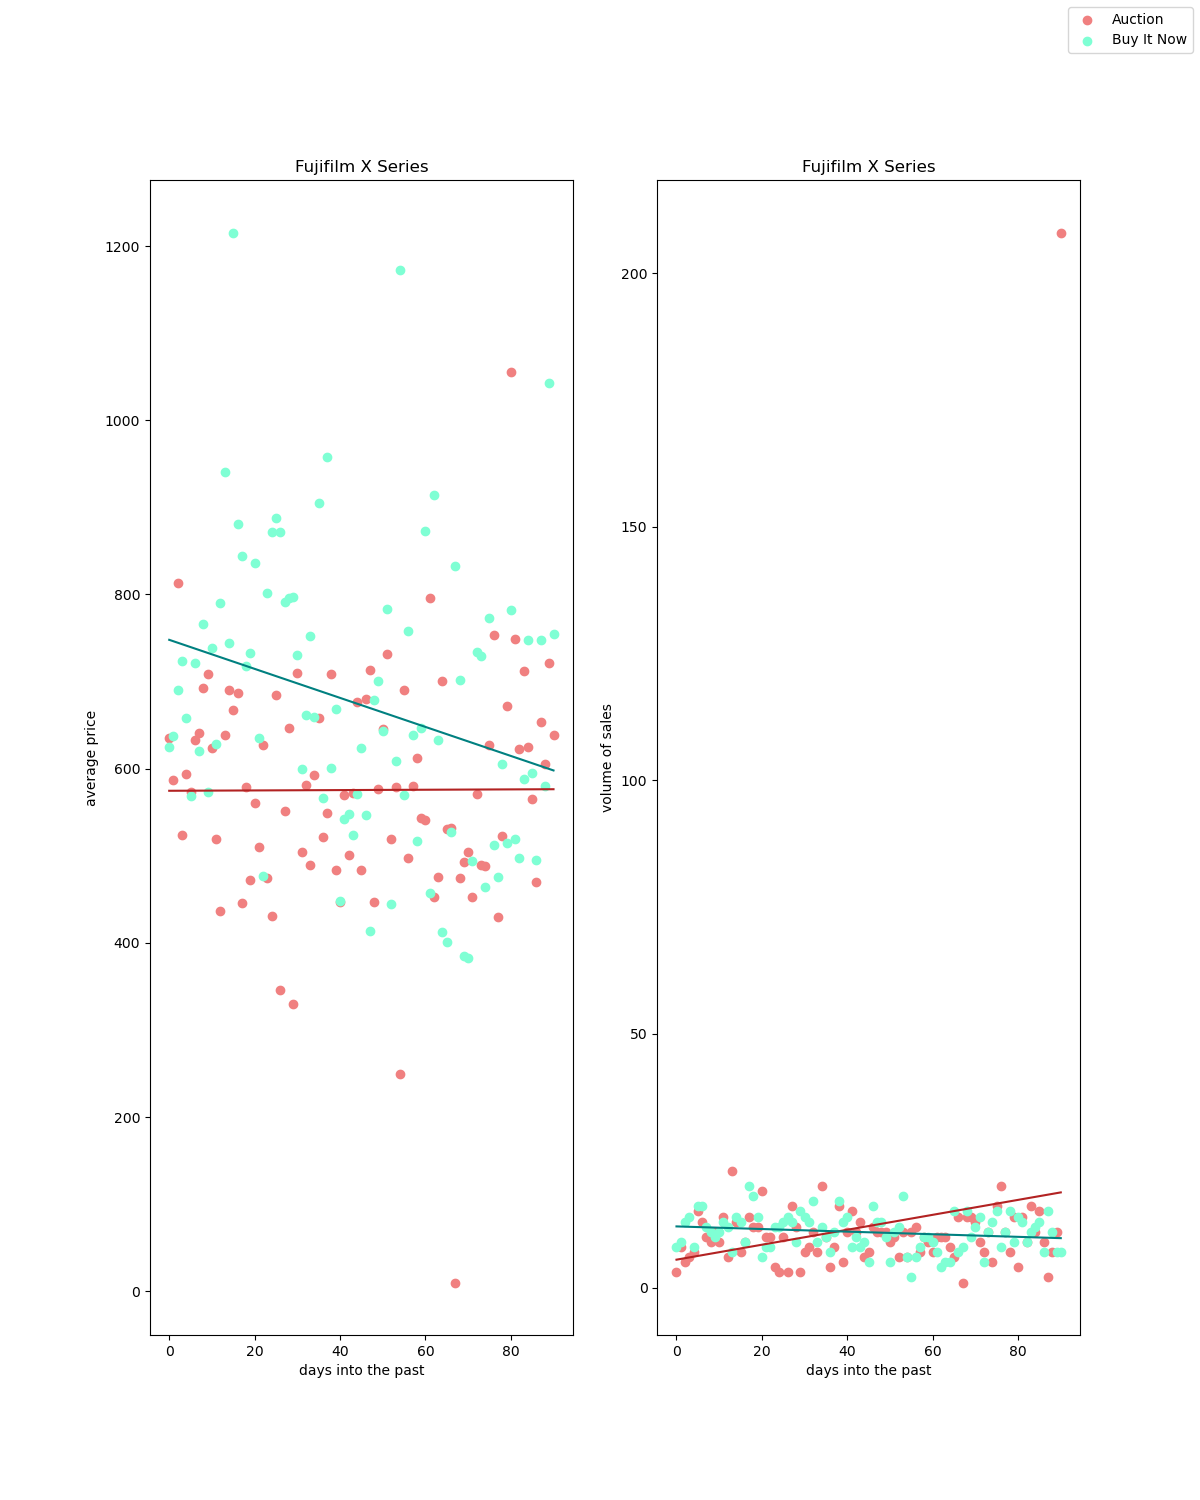 Auction
Buy It Now
Fujifilm X Series
Fujifilm X Series
average price
1200
1000
800
600
400
200
0
0 20 40 60 80
days into the past
volume of sales
200
150
100
50
0
0 20 40 60 80
days into the past